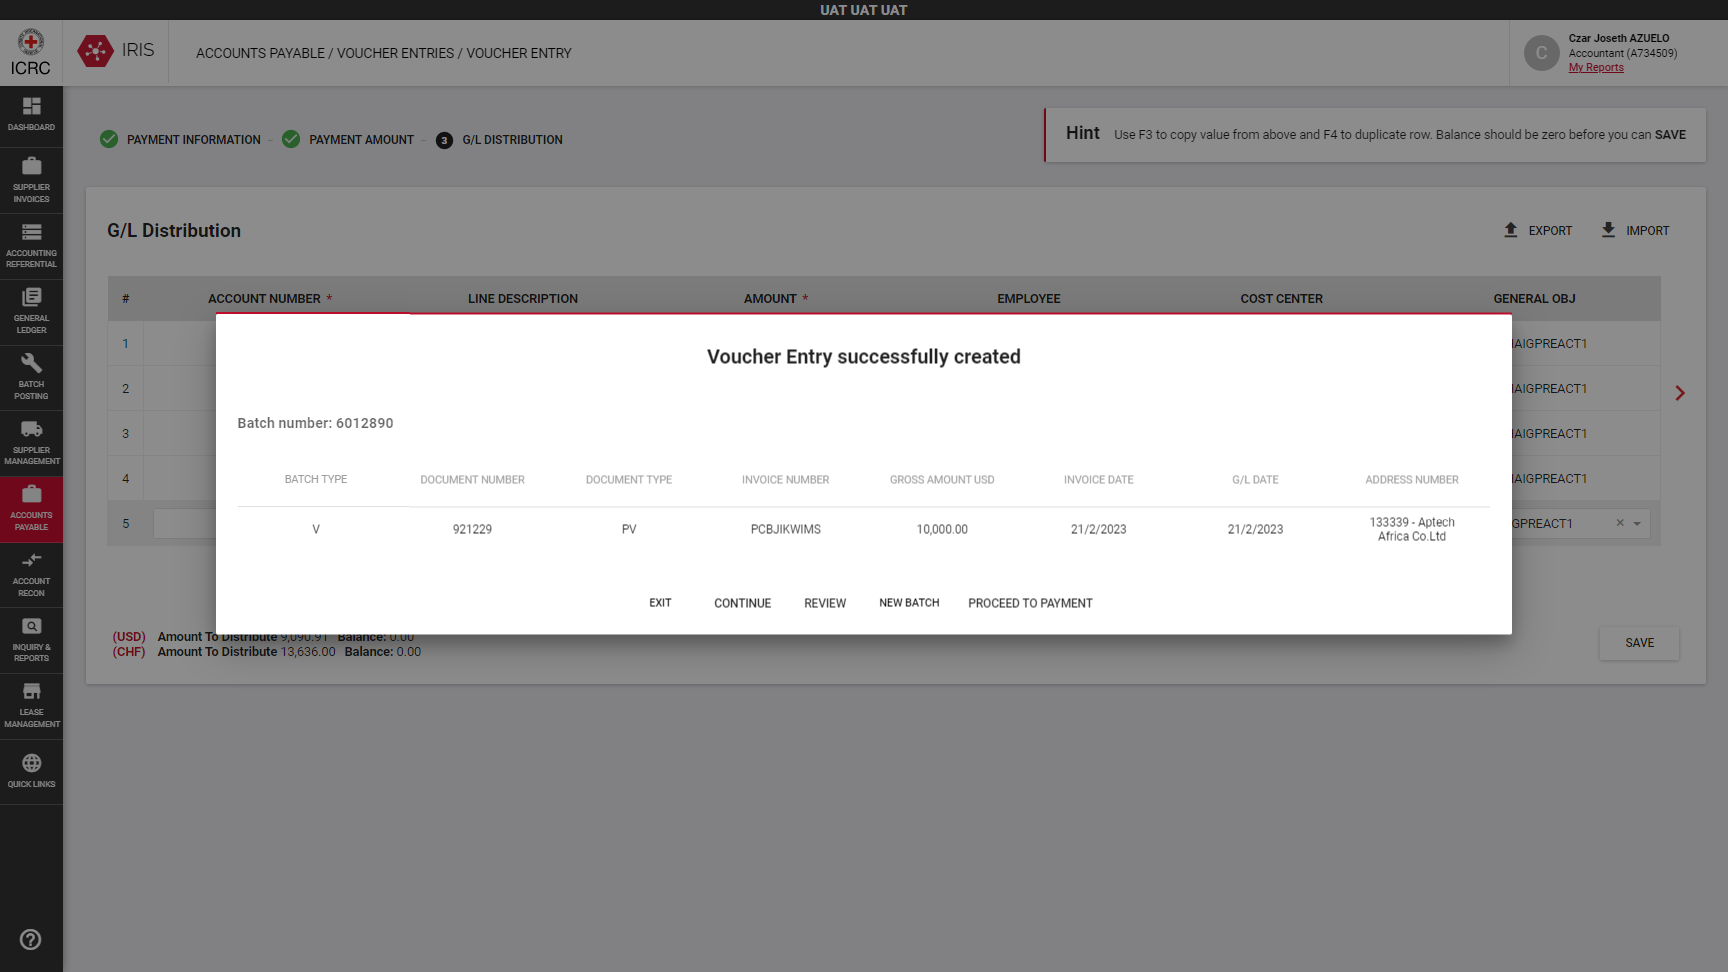 UAT UAT UAT
ICRC
IRIS
ACCOUNTS PAYABLE / VOUCHER ENTRIES / VOUCHER ENTRY
C
Czar Joseth AZUELO
Accountant (A734509)
My Reports
DASHBOARD
SUPPLIER
INVOICES
ACCOUNTING
REFERENTIAL
GENERAL
LEDGER
BATCH
POSTING
SUPPLIER
MANAGEMENT
ACCOUNTS
PAYABLE
ACCOUNT
RECON
INQUIRY &
REPORTS
LEASE
MANAGEMENT
QUICK LINKS
PAYMENT INFORMATION - PAYMENT AMOUNT - 3 G/L DISTRIBUTION
Hint Use F3 to copy value from above and F4 to duplicate row. Balance should be zero before you can SAVE
G/L Distribution
EXPORT IMPORT
# ACCOUNT NUMBER * LINE DESCRIPTION AMOUNT * EMPLOYEE COST CENTER GENERAL OBJ
1 AIGPREACT1
2 AIGPREACT1
3 AIGPREACT1
4 AIGPREACT1
5 GPREACT1 ×
Voucher Entry successfully created
Batch number: 6012890
BATCH TYPE DOCUMENT NUMBER DOCUMENT TYPE INVOICE NUMBER GROSS AMOUNT USD INVOICE DATE G/L DATE ADDRESS NUMBER
V 921229 PV PCBJIKWIMS 10,000.00 21/2/2023 21/2/2023 133339 - Aptech
Africa Co.Ltd
EXIT CONTINUE REVIEW NEW BATCH PROCEED TO PAYMENT
(USD) Amount To Distribute 9,090.91 Balance: 0.00
(CHF) Amount To Distribute 13,636.00 Balance: 0.00
SAVE